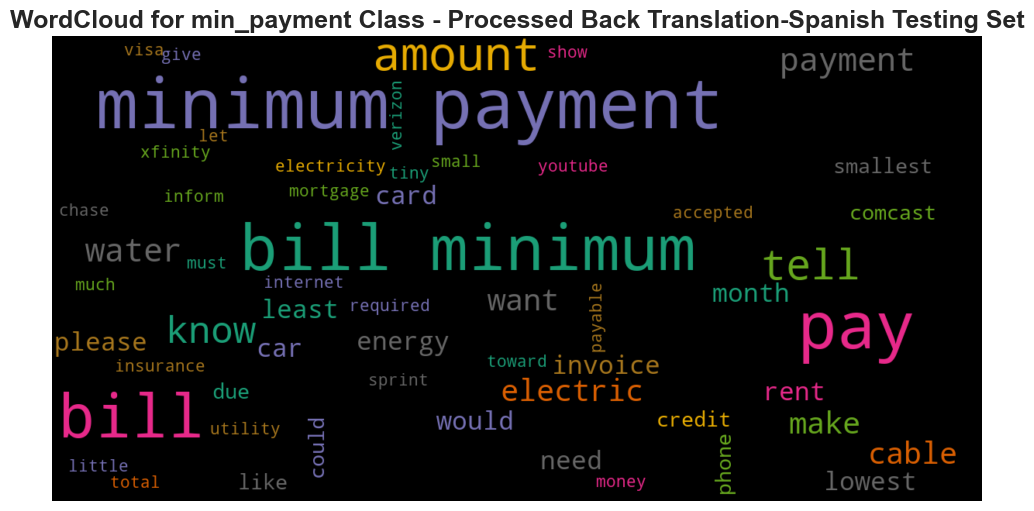 WordCloud for min_payment Class - Processed Back Translation-Spanish Testing Set
visa
give
amount
show
payment
minimum payment
verizon
let
xfinity
electricity
tiny
small
youtube
smallest
inform
mortgage
card
chase
accepted
comcast
water
must
bill minimum
tell
much
internet
least
required
want
payable
month
pay
please
know
car
energy
toward
invoice
insurance
sprint
due
electric
rent
bill
utility
could
would
credit
make
phone
cable
little
total
like
need
money
lowest